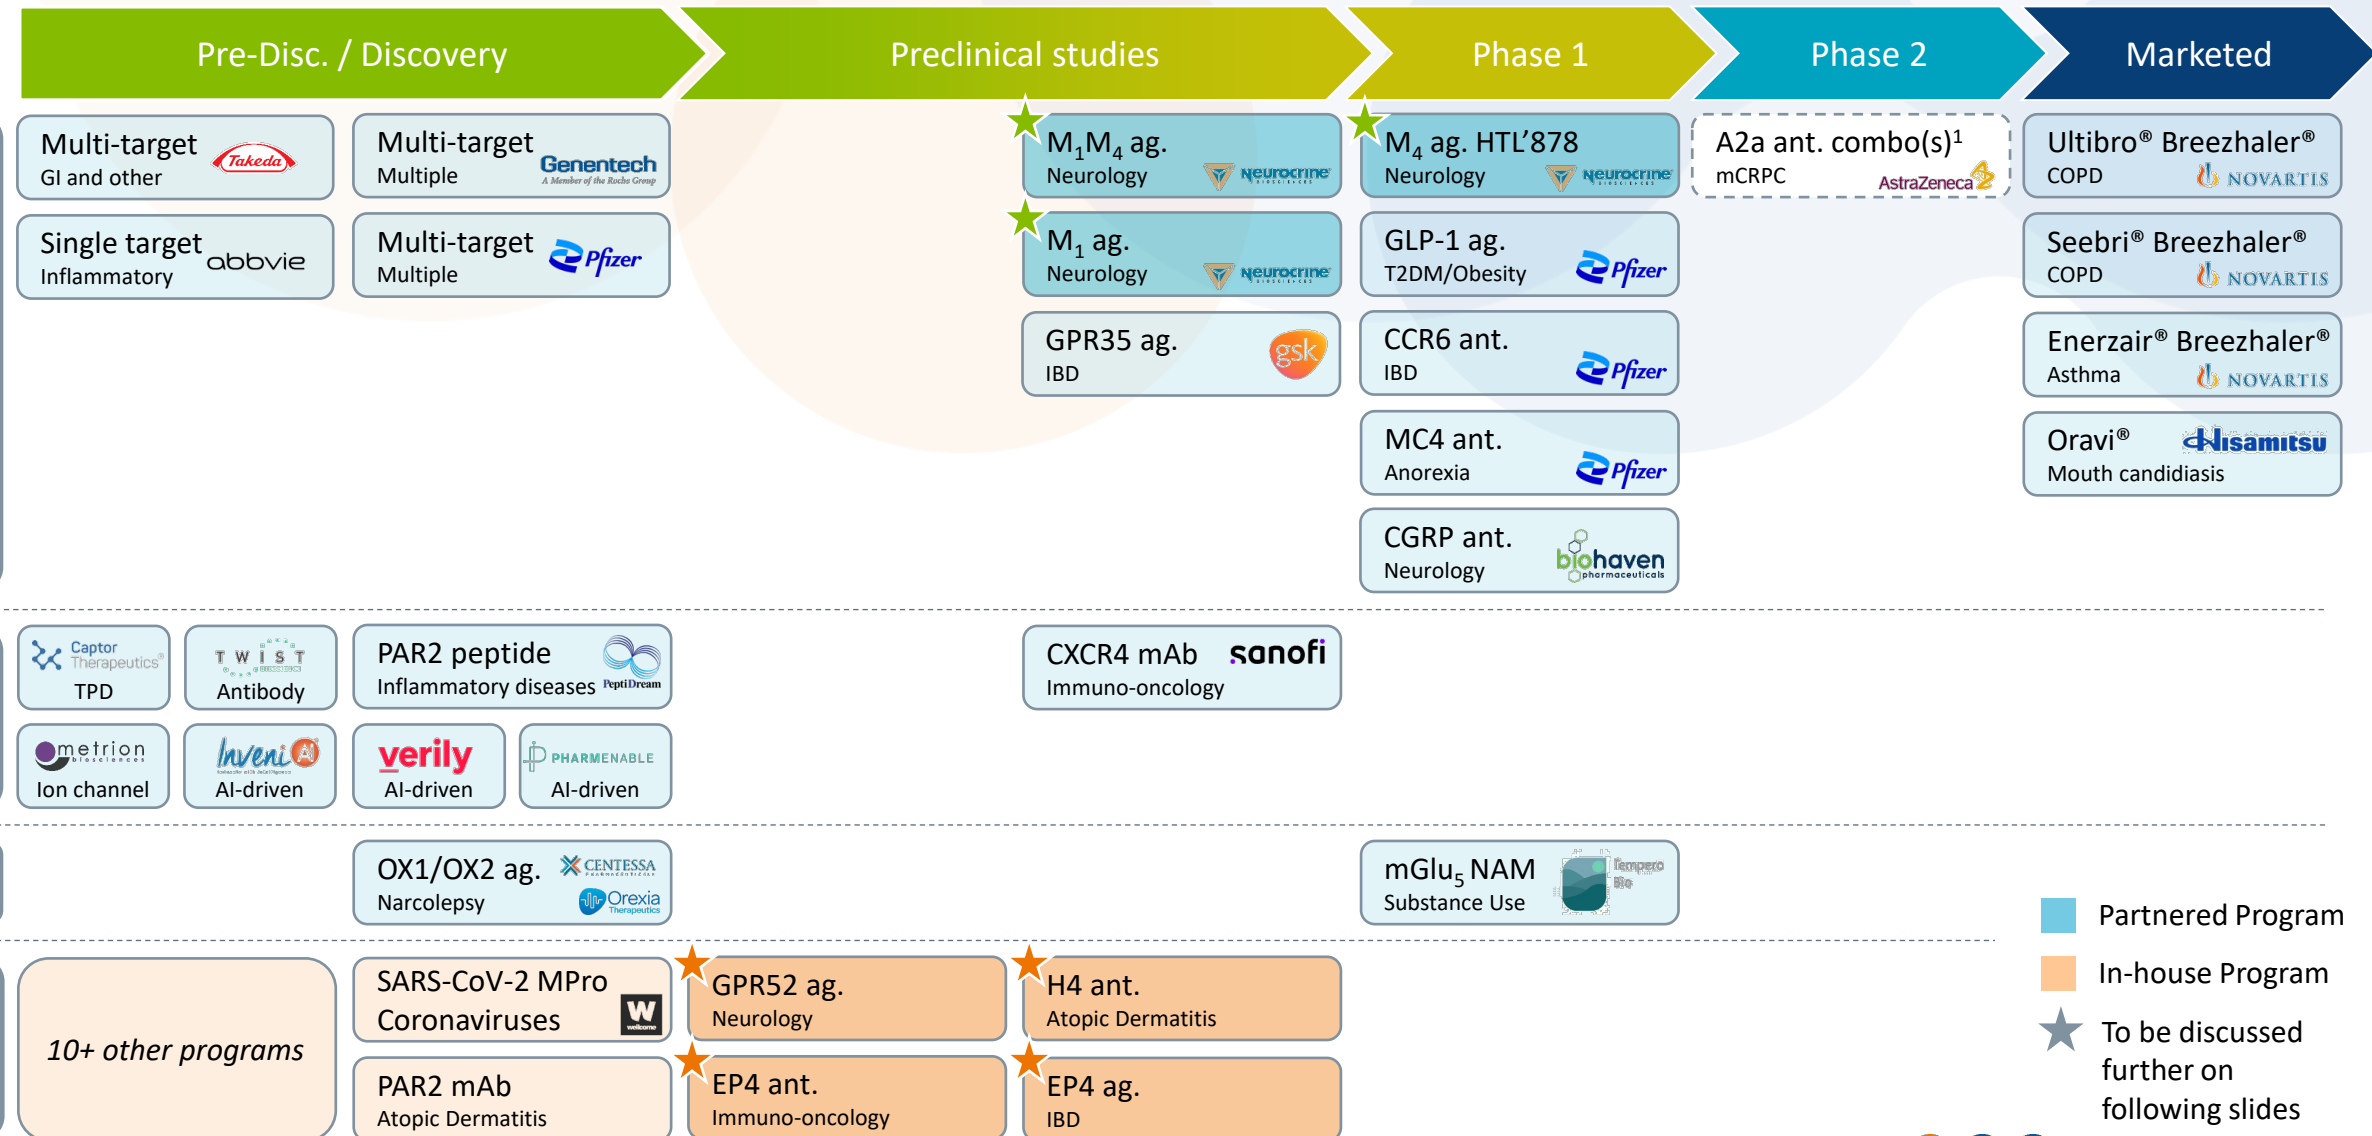 Pre-Disc. / Discovery
Preclinical studies
Phase 1
Phase 2
Marketed
Multi-target
GI and other
Takeda
Multi-target
Multiple
Genentech
A Member of the Roche Group
M₁M₄ ag.
Neurology
NEUROCRINE
BIOSCIENCES
M₄ ag. HTL'878
Neurology
NEUROCRINE
BIOSCIENCES
A2a ant. combo(s)¹
mCRPC
AstraZeneca
Ultibro® Breezhaler®
COPD
NOVARTIS
Single target
Inflammatory
abbvie
Multi-target
Multiple
Pfizer
M₁ ag.
Neurology
NEUROCRINE
BIOSCIENCES
GLP-1 ag.
T2DM/Obesity
Pfizer
Seebri® Breezhaler®
COPD
NOVARTIS
GPR35 ag.
IBD
gsk
CCR6 ant.
IBD
Pfizer
Enerzair® Breezhaler®
Asthma
NOVARTIS
MC4 ant.
Anorexia
Pfizer
Oravi®
Mouth candidiasis
Hisamitsu
CGRP ant.
Neurology
biohaven
pharmaceuticals
Captor
Therapeutics®
TPD
TWIST
Antibody
PAR2 peptide
Inflammatory diseases
PeptiDream
CXCR4 mAb
Immuno-oncology
sanofi
metrion
biosciences
Ion channel
InveniAI
AI-driven
verily
AI-driven
PHARMENABLE
AI-driven
OX1/OX2 ag.
Narcolepsy
CENTESSA
PHARMACEUTICALS
Orexia
Therapeutics
mGlu₅ NAM
Substance Use
Tempero
Bio
10+ other programs
SARS-CoV-2 MPro
Coronaviruses
W
wellcome
GPR52 ag.
Neurology
H4 ant.
Atopic Dermatitis
PAR2 mAb
Atopic Dermatitis
EP4 ant.
Immuno-oncology
EP4 ag.
IBD
Partnered Program
In-house Program
To be discussed
further on
following slides